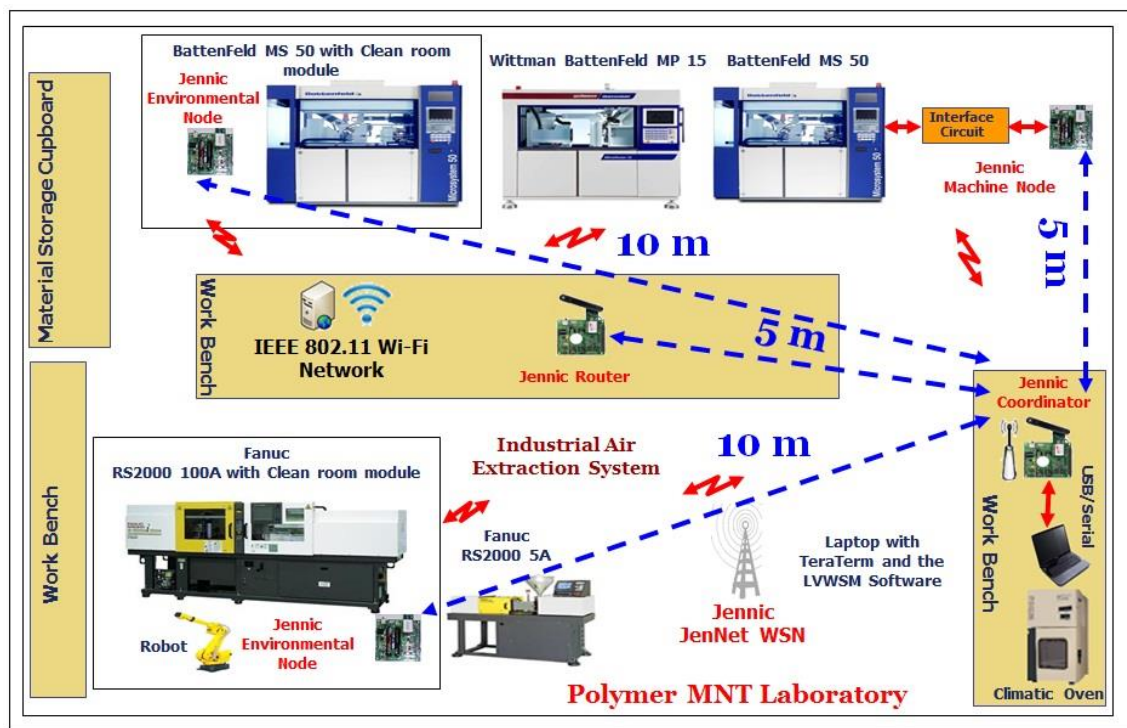 BattenFeld MS 50 with Clean room
module
Jennic
Environmental
Node
Wittman BattenFeld MP 15
BattenFeld MS 50
Interface
Circuit
Jennic
Machine Node
Microsystem 50
Microsystem 50
Material Storage Cupboard
10 m
5 m
Work Bench
IEEE 802.11 Wi-Fi
Network
Jennic Router
5 m
Jennic
Coordinator
USB/Serial
Work Bench
Climatic Oven
Work Bench
Fanuc
RS2000 100A with Clean room module
Industrial Air
Extraction System
10 m
Fanuc
RS2000 5A
Laptop with
TeraTerm and the
LVWSM Software
Jennic
JenNet WSN
Robot
Jennic
Environmental
Node
Polymer MNT Laboratory